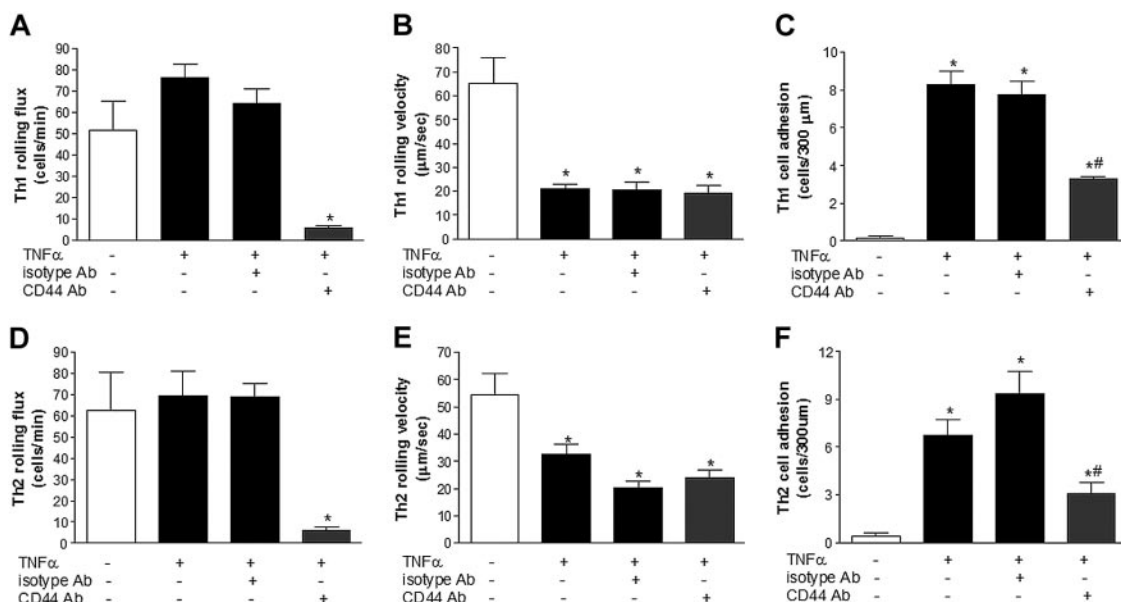 A
Th1 rolling flux
(cells/min)
90
80
70
60
50
40
30
20
10
0
*
TNFα - + + +
isotype Ab - - + -
CD44 Ab - - - +
B
Th1 rolling velocity
(μm/sec)
80
70
60
50
40
30
20
10
0
* * *
- + + +
- - + -
- - - +
C
Th1 cell adhesion
(cells/300 μm)
10
8
6
4
2
0
* * *#
TNFα - + + +
isotype Ab - - + -
CD44 Ab - - - +
D
Th2 rolling flux
(cells/min)
90
80
70
60
50
40
30
20
10
0
*
TNFα - + + +
isotype Ab - - + -
CD44 Ab - - - +
E
Th2 rolling velocity
(μm/sec)
70
60
50
40
30
20
10
0
* * *
TNFα - + + +
isotype Ab - - + -
CD44 Ab - - - +
F
Th2 cell adhesion
(cells/300um)
12
9
6
3
0
* * *#
TNFα - + + +
isotype Ab - - + -
CD44 Ab - - - +